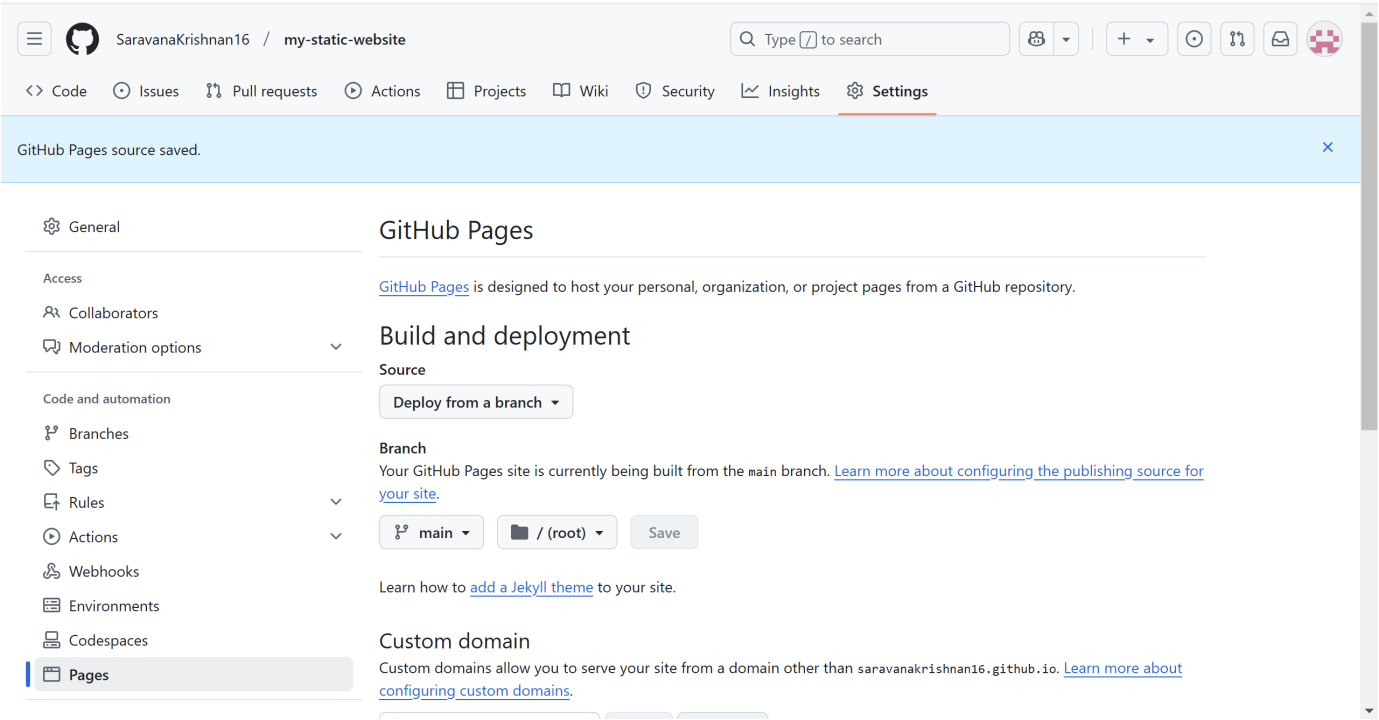 SaravanaKrishnan16 / my-static-website
Type / to search
Code Issues Pull requests Actions Projects Wiki Security Insights Settings
GitHub Pages source saved.
General
Access
Collaborators
Moderation options
Code and automation
Branches
Tags
Rules
Actions
Webhooks
Environments
Codespaces
Pages
GitHub Pages
GitHub Pages is designed to host your personal, organization, or project pages from a GitHub repository.
Build and deployment
Source
Deploy from a branch
Branch
Your GitHub Pages site is currently being built from the main branch. Learn more about configuring the publishing source for
your site.
main / (root) Save
Learn how to add a Jekyll theme to your site.
Custom domain
Custom domains allow you to serve your site from a domain other than saravanakrishnan16.github.io. Learn more about
configuring custom domains.